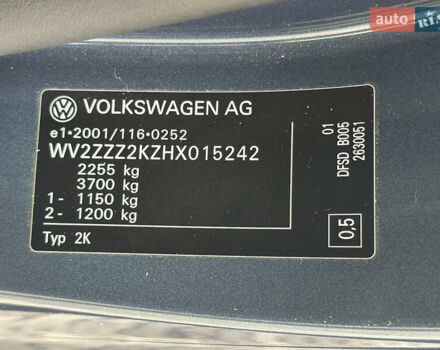 auto RIA
VOLKSWAGEN AG
e1•2001/116•0252
WV2ZZZ2KZHX015242
2255 kg
3700 kg
1 - 1150 kg
2 - 1200 kg
Typ 2K
01
DFSD B005
2630051
0,5